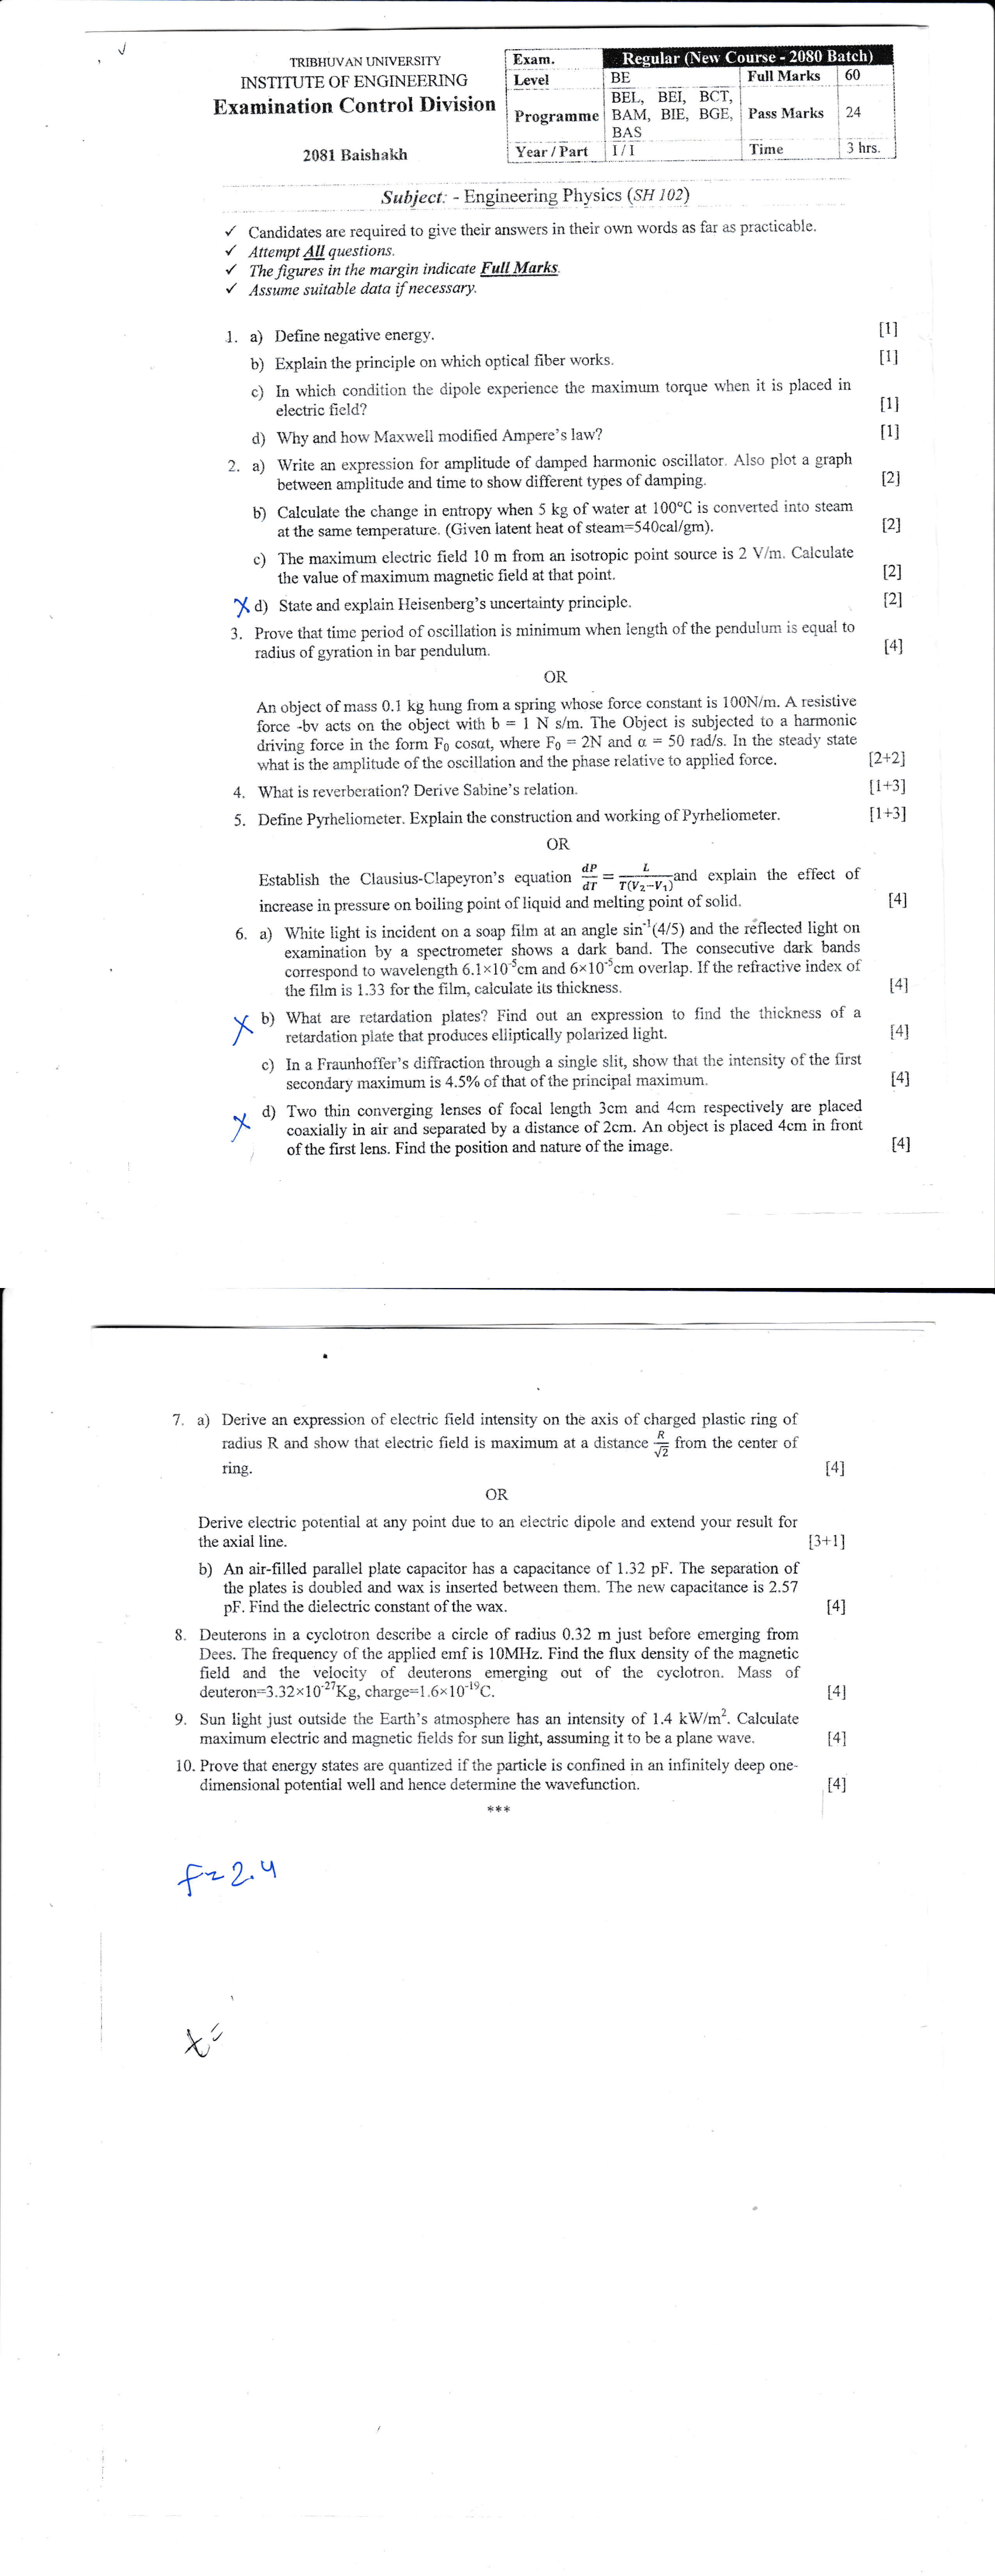 TRIBHUVAN UNIVERSITY
INSTITUTE OF ENGINEERING
Examination Control Division
2081 Baishakh
Exam. Regular (New Course - 2080 Batch)
Level BE Full Marks 60
Programme BEL, BEI, BCT, BAM, BIE, BGE, BAS Pass Marks 24
Year / Part I / I Time 3 hrs.
Subject: - Engineering Physics (SH 102)
✓ Candidates are required to give their answers in their own words as far as practicable.
✓ Attempt All questions.
✓ The figures in the margin indicate Full Marks.
✓ Assume suitable data if necessary.
1. a) Define negative energy. [1]
b) Explain the principle on which optical fiber works. [1]
c) In which condition the dipole experience the maximum torque when it is placed in
electric field? [1]
d) Why and how Maxwell modified Ampere's law? [1]
2. a) Write an expression for amplitude of damped harmonic oscillator. Also plot a graph
between amplitude and time to show different types of damping. [2]
b) Calculate the change in entropy when 5 kg of water at 100°C is converted into steam
at the same temperature. (Given latent heat of steam=540cal/gm). [2]
c) The maximum electric field 10 m from an isotropic point source is 2 V/m. Calculate
the value of maximum magnetic field at that point. [2]
X d) State and explain Heisenberg's uncertainty principle. [2]
3. Prove that time period of oscillation is minimum when length of the pendulum is equal to
radius of gyration in bar pendulum. [4]
OR
An object of mass 0.1 kg hung from a spring whose force constant is 100N/m. A resistive
force -bv acts on the object with b = 1 N s/m. The Object is subjected to a harmonic
driving force in the form F₀ cosαt, where F₀ = 2N and α = 50 rad/s. In the steady state
what is the amplitude of the oscillation and the phase relative to applied force. [2+2]
4. What is reverberation? Derive Sabine's relation. [1+3]
5. Define Pyrheliometer. Explain the construction and working of Pyrheliometer. [1+3]
OR
Establish the Clausius-Clapeyron's equation dP/dT = L/T(V₂-V₁) and explain the effect of
increase in pressure on boiling point of liquid and melting point of solid. [4]
6. a) White light is incident on a soap film at an angle sin⁻¹(4/5) and the reflected light on
examination by a spectrometer shows a dark band. The consecutive dark bands
correspond to wavelength 6.1×10⁻⁵cm and 6×10⁻⁵cm overlap. If the refractive index of
the film is 1.33 for the film, calculate its thickness. [4]
X b) What are retardation plates? Find out an expression to find the thickness of a
retardation plate that produces elliptically polarized light. [4]
c) In a Fraunhoffer's diffraction through a single slit, show that the intensity of the first
secondary maximum is 4.5% of that of the principal maximum. [4]
X d) Two thin converging lenses of focal length 3cm and 4cm respectively are placed
coaxially in air and separated by a distance of 2cm. An object is placed 4cm in front
of the first lens. Find the position and nature of the image. [4]
7. a) Derive an expression of electric field intensity on the axis of charged plastic ring of
radius R and show that electric field is maximum at a distance R/√2 from the center of
ring. [4]
OR
Derive electric potential at any point due to an electric dipole and extend your result for
the axial line. [3+1]
b) An air-filled parallel plate capacitor has a capacitance of 1.32 pF. The separation of
the plates is doubled and wax is inserted between them. The new capacitance is 2.57
pF. Find the dielectric constant of the wax. [4]
8. Deuterons in a cyclotron describe a circle of radius 0.32 m just before emerging from
Dees. The frequency of the applied emf is 10MHz. Find the flux density of the magnetic
field and the velocity of deuterons emerging out of the cyclotron. Mass of
deuteron=3.32×10⁻²⁷Kg, charge=1.6×10⁻¹⁹C. [4]
9. Sun light just outside the Earth's atmosphere has an intensity of 1.4 kW/m². Calculate
maximum electric and magnetic fields for sun light, assuming it to be a plane wave. [4]
10. Prove that energy states are quantized if the particle is confined in an infinitely deep one-
dimensional potential well and hence determine the wavefunction. [4]
***
f=2.4